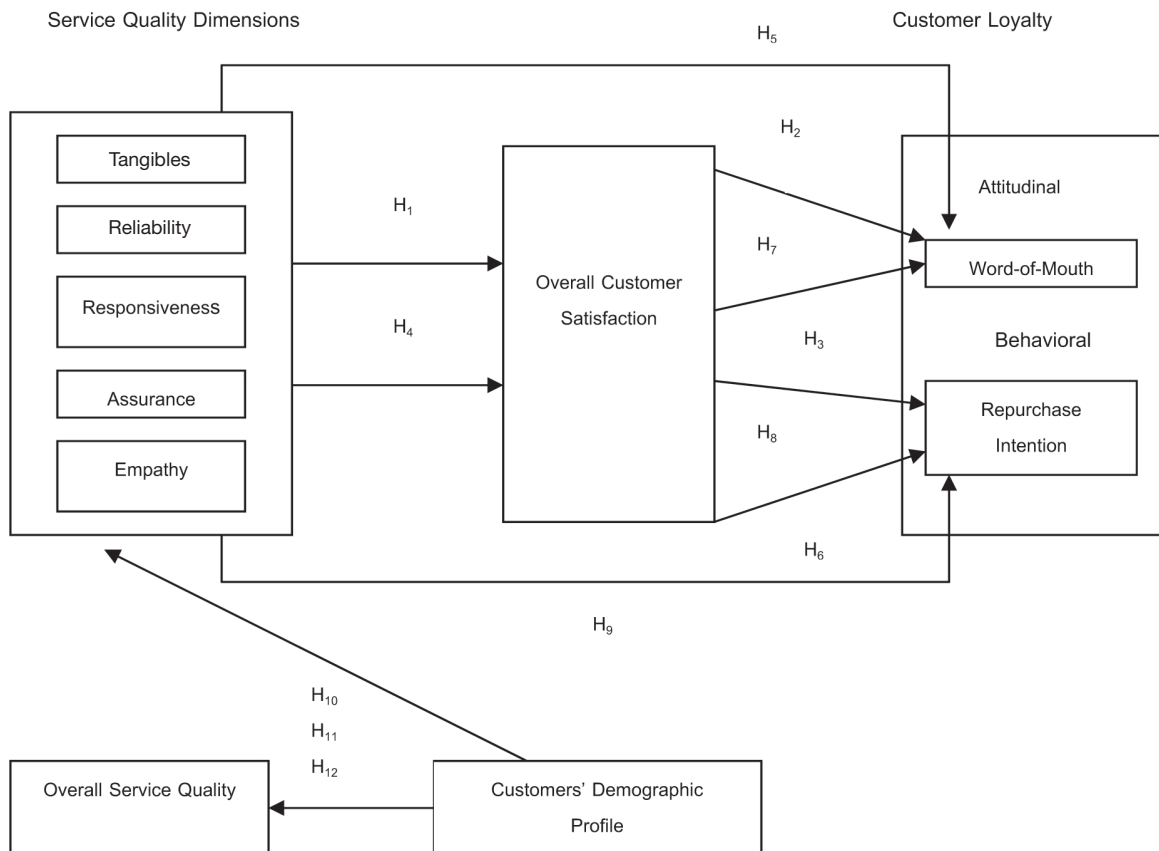 Service Quality Dimensions
Customer Loyalty
H5
H2
Tangibles
Attitudinal
Reliability
H1
H7
Word-of-Mouth
Overall Customer
Satisfaction
Responsiveness
H4
H3
Behavioral
Assurance
Repurchase
Intention
H8
Empathy
H6
H9
H10
H11
H12
Overall Service Quality
Customers’ Demographic
Profile